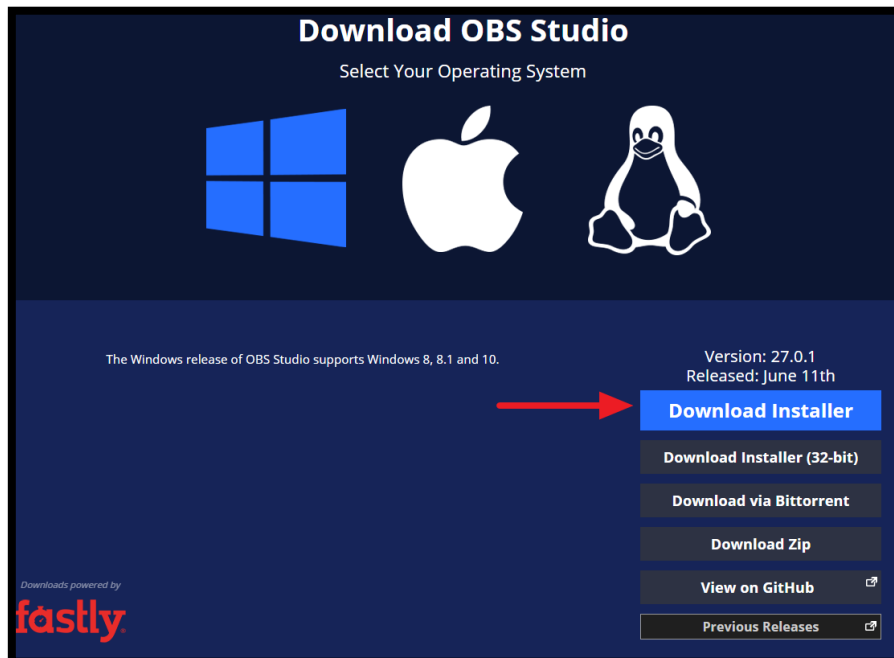 Download OBS Studio
Select Your Operating System
The Windows release of OBS Studio supports Windows 8, 8.1 and 10.
Version: 27.0.1
Released: June 11th
Download Installer
Download Installer (32-bit)
Download via Bittorrent
Download Zip
View on GitHub
Previous Releases
Downloads powered by
fastly.